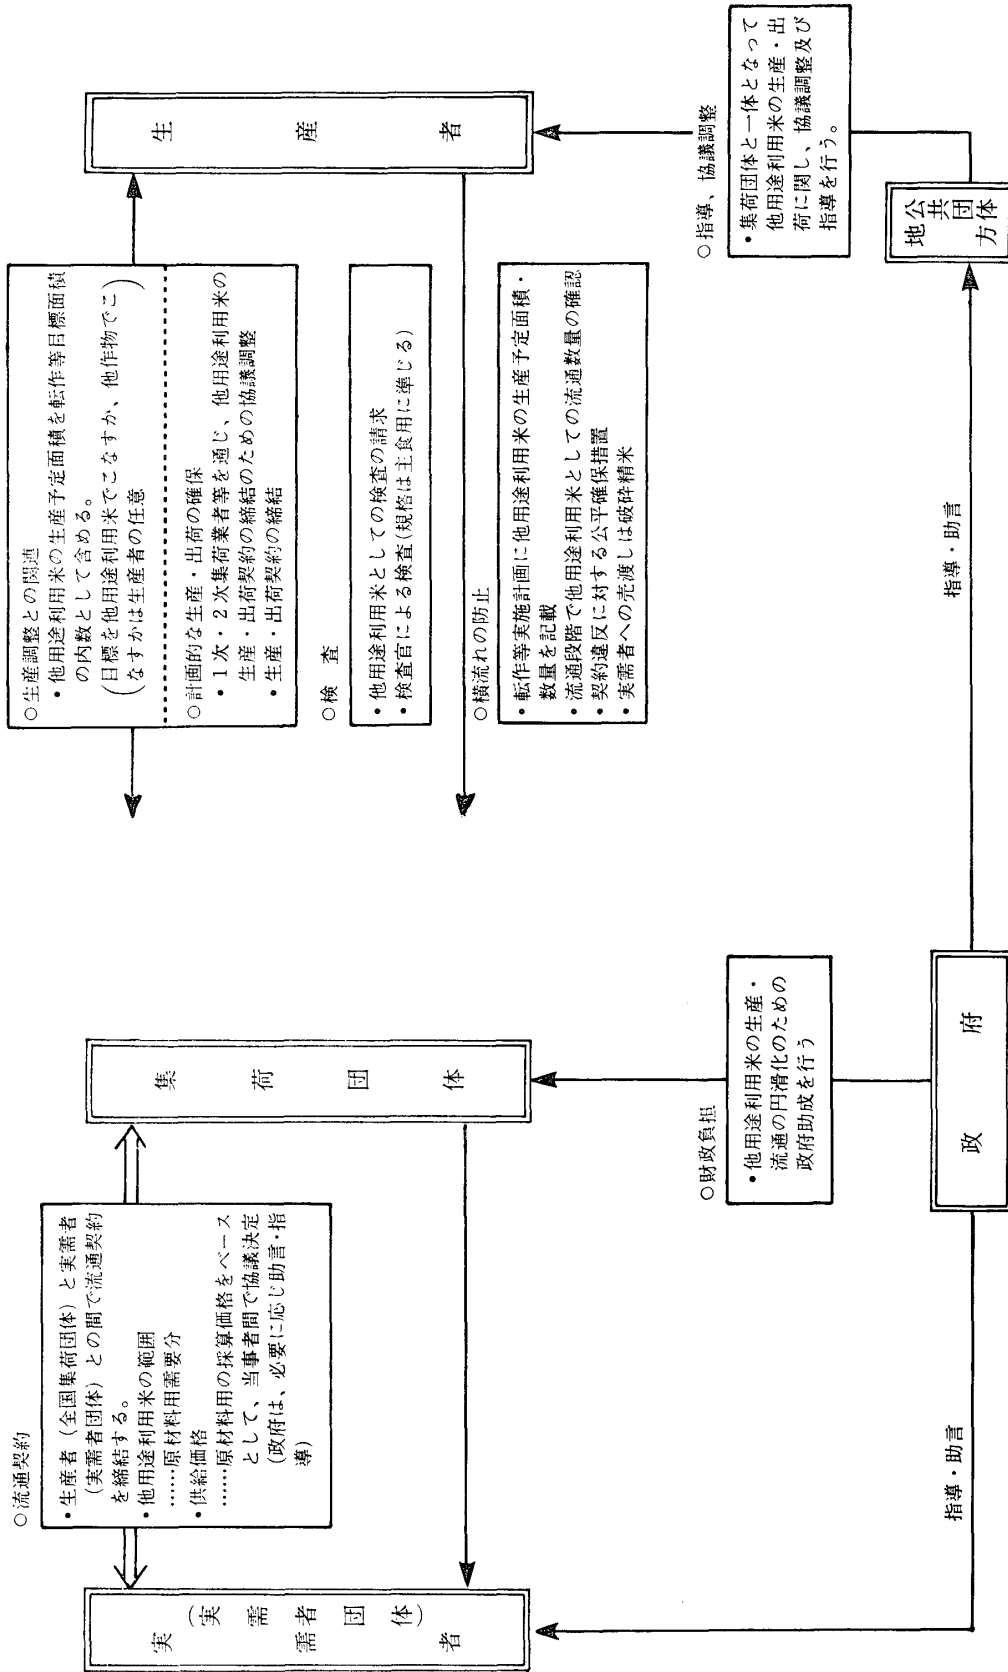 ○流通契約
・生産者（全国集荷団体）と実需者
（実需者団体）との間で流通契約
を締結する。
・他用途利用米の範囲
……原材料用需要分
・供給価格
……原材料用の採算価格をベース
として、当事者間で協議決定
（政府は、必要に応じ助言・指
導）
実需者
（実需者団体）
集荷団体
○生産調整との関連
・他用途利用米の生産予定面積を転作等目標面積
の内数として含める。
（目標を他用途利用米でこなすか、他作物でこ
なすかは生産者の任意）
○計画的な生産・出荷の確保
・1次・2次集荷業者等を通じ、他用途利用米の
生産・出荷契約の締結のための協議調整
・生産・出荷契約の締結
○検査
・他用途利用米としての検査の請求
・検査官による検査（規格は主食用に準じる）
○横流れの防止
・転作等実施計画に他用途利用米の生産予定面積・
数量を記載
・流通段階で他用途利用米としての流通数量の確認
・契約違反に対する公平確保措置
・実需者への売渡しは破砕精米
生産者
○財政負担
・他用途利用米の生産・
流通の円滑化のための
政府助成を行う
○指導、協議調整
・集荷団体と一体となって
他用途利用米の生産・出
荷に関し、協議調整及び
指導を行う。
指導・助言
政府
指導・助言
地方公共団体